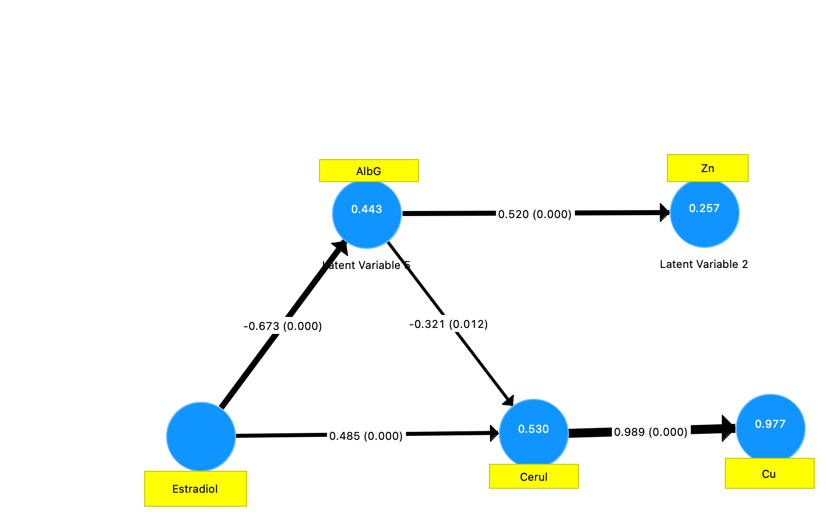 AlbG
Zn
0.443
0.520 (0.000)
0.257
Latent Variable 5
Latent Variable 2
-0.673 (0.000)
-0.321 (0.012)
0.485 (0.000)
0.530
0.989 (0.000)
0.977
Estradiol
Cerul
Cu